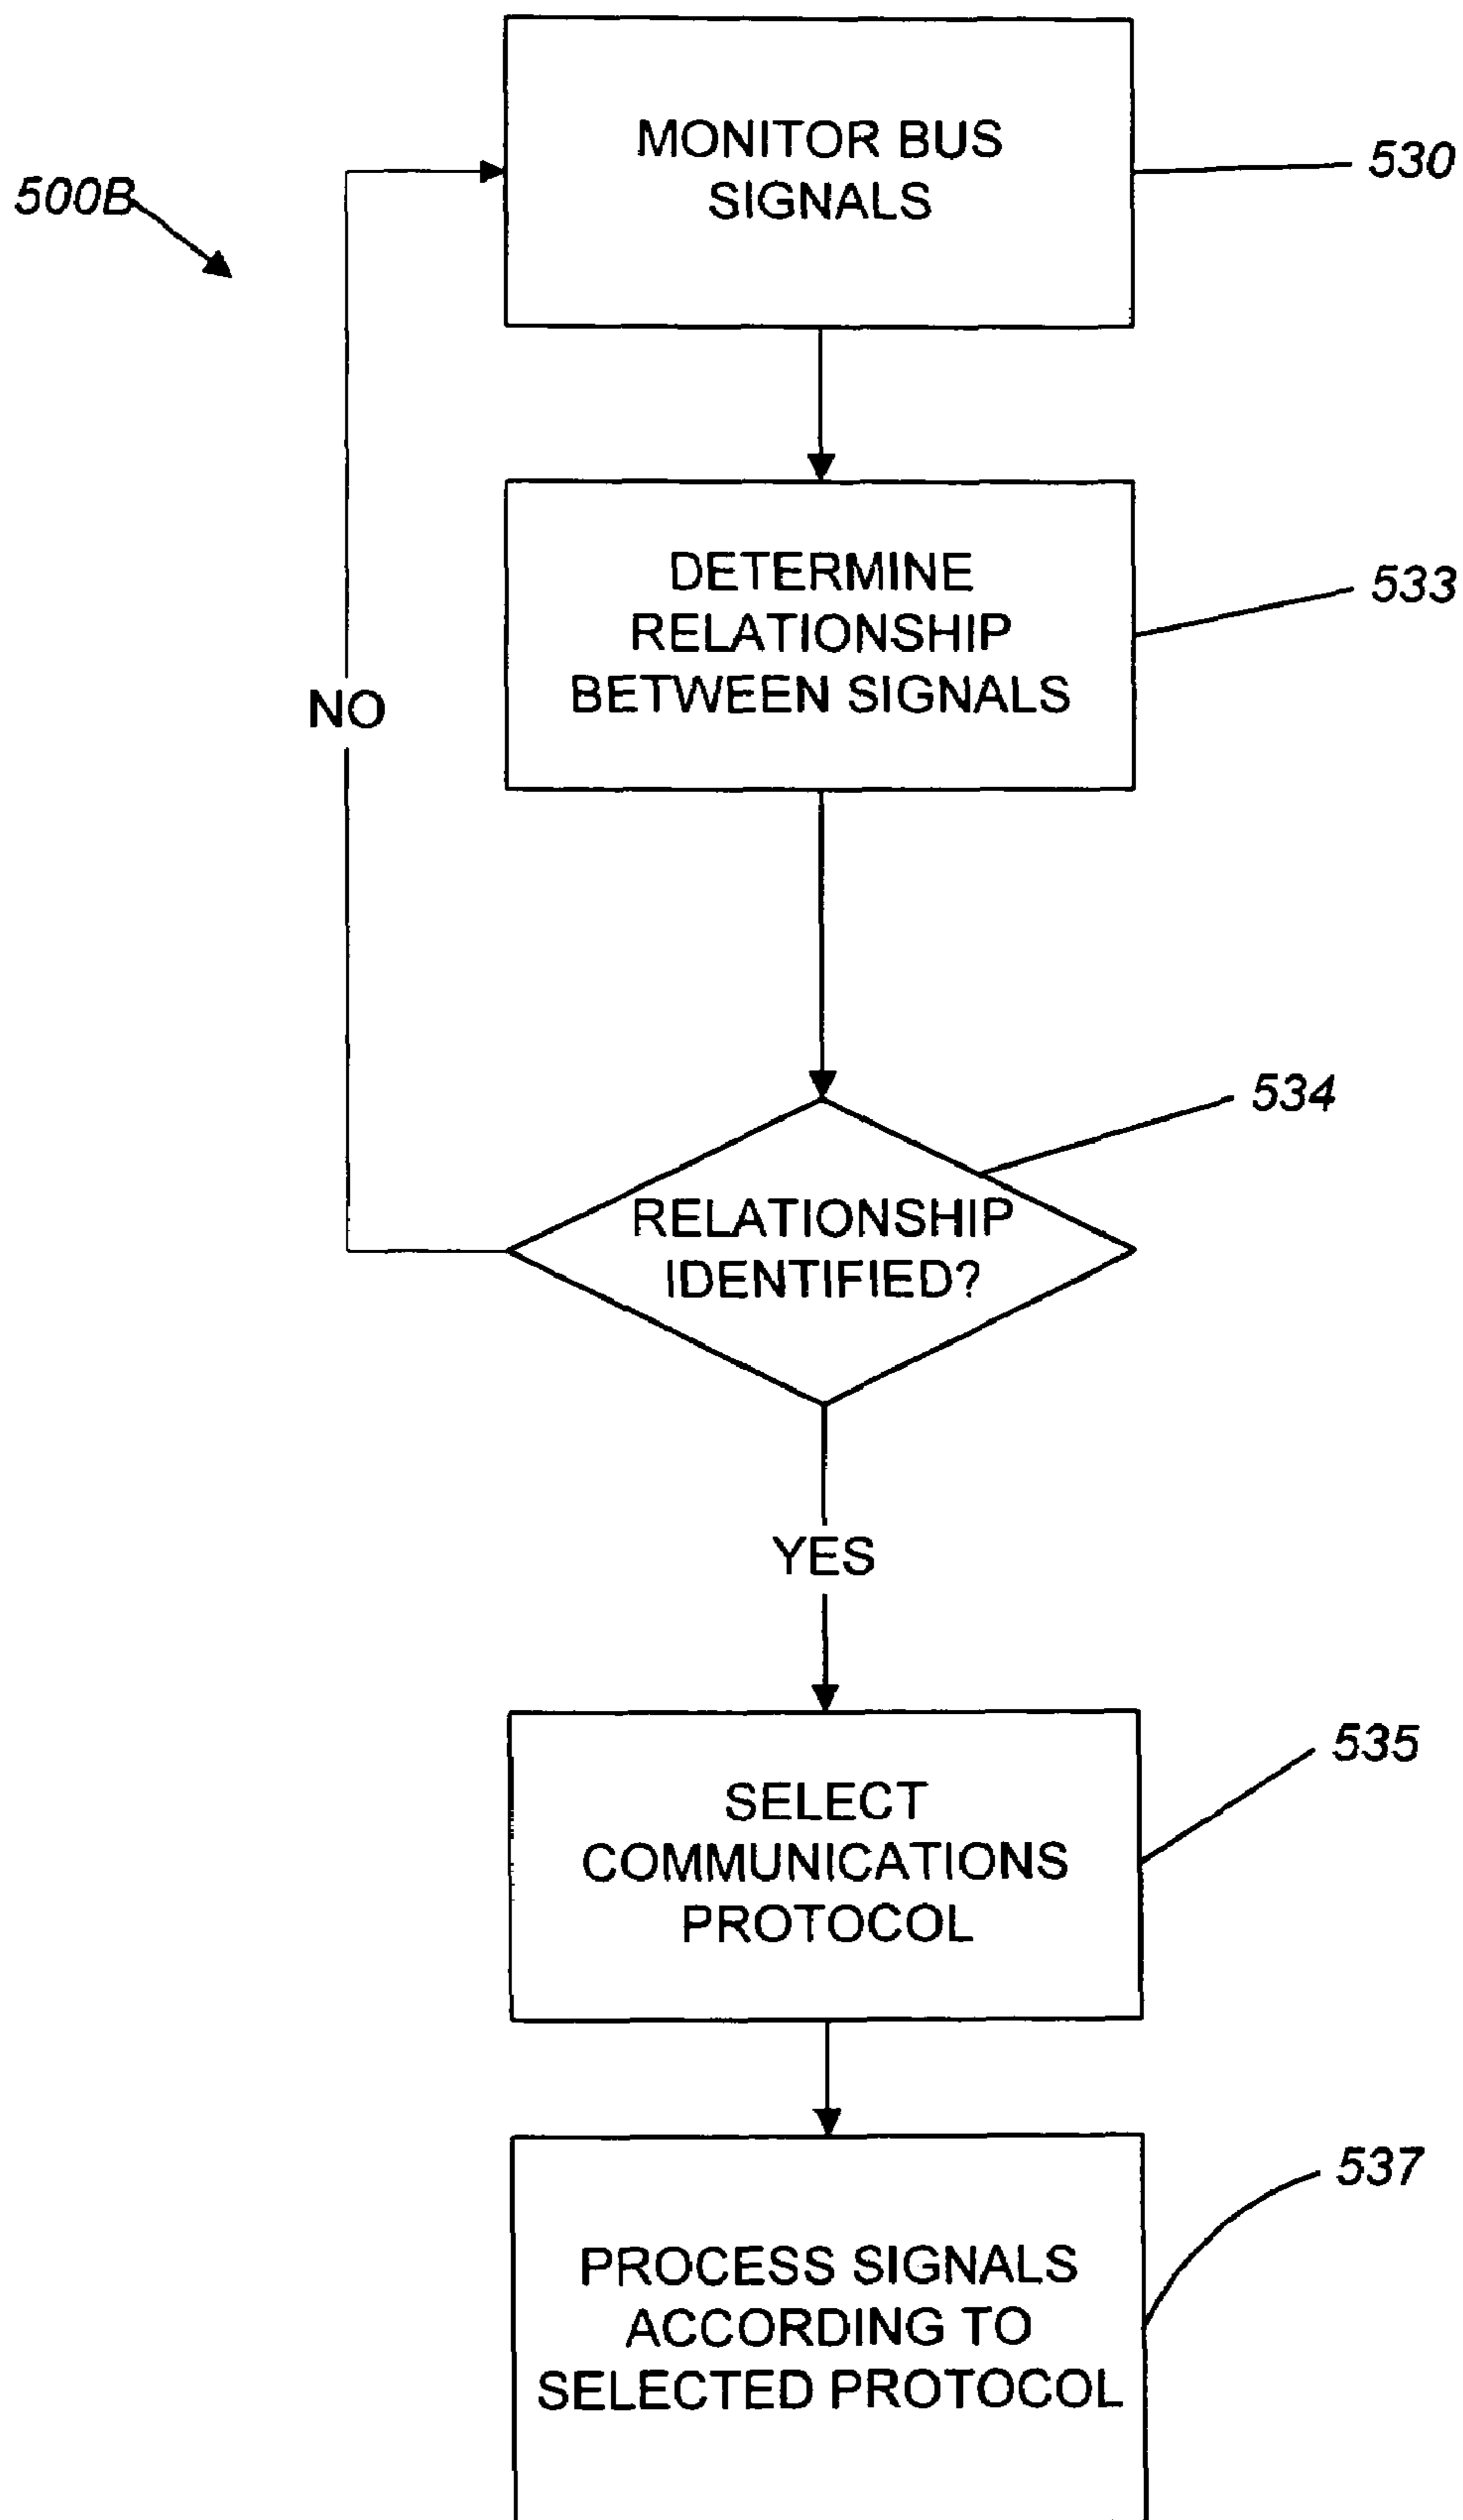 MONITOR BUS
SIGNALS
530
500B
DETERMINE
RELATIONSHIP
BETWEEN SIGNALS
533
NO
534
RELATIONSHIP
IDENTIFIED?
YES
535
SELECT
COMMUNICATIONS
PROTOCOL
537
PROCESS SIGNALS
ACCORDING TO
SELECTED PROTOCOL